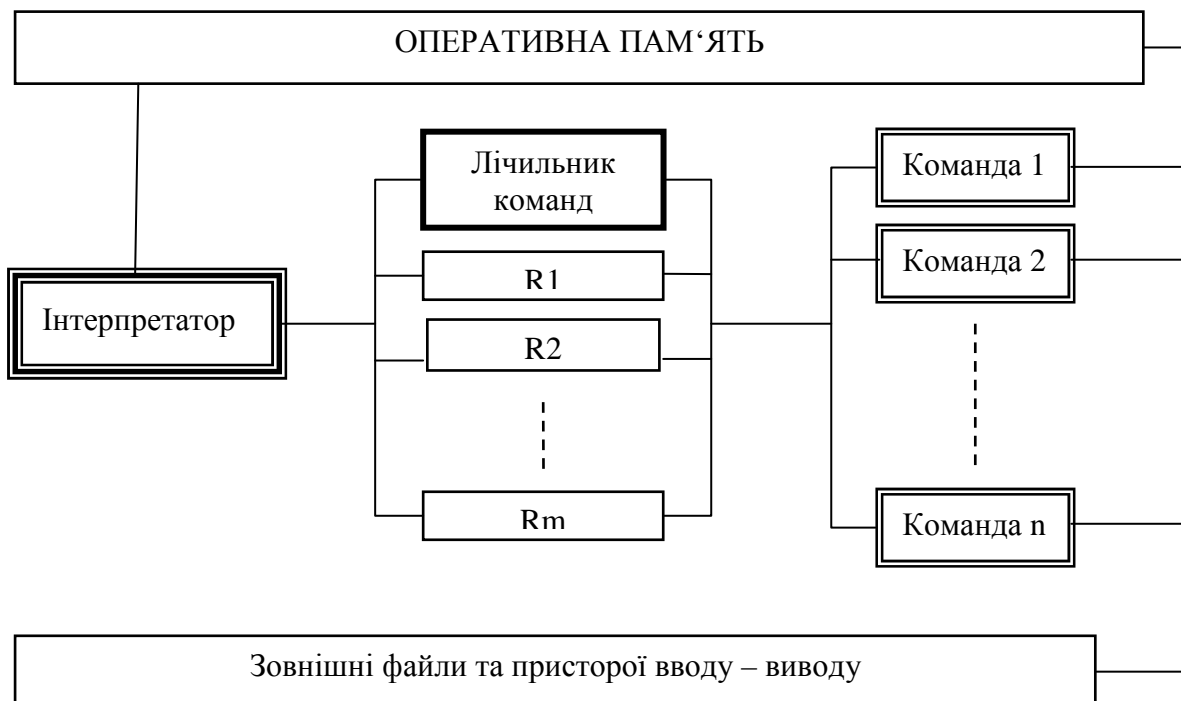 ОПЕРАТИВНА ПАМ‘ЯТЬ
Лічильник
команд
Команда 1
R1
Команда 2
Інтерпретатор
R2
Rm
Команда n
Зовнішні файли та присторої вводу – виводу